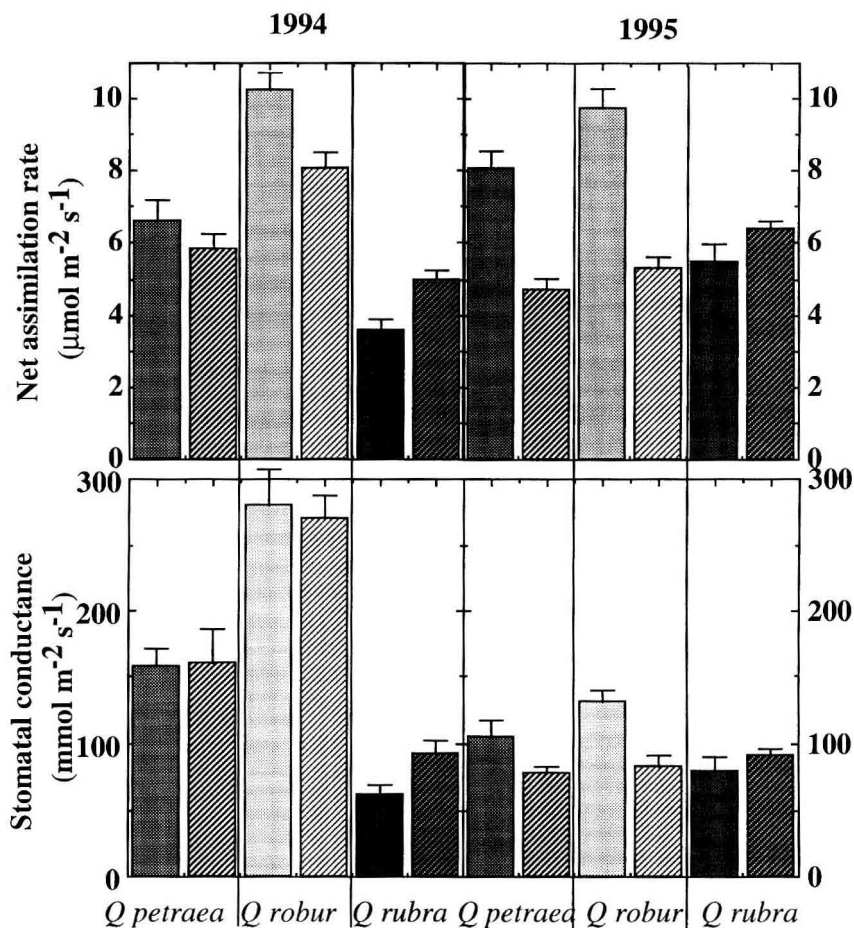 1994 1995
Net assimilation rate
(μmol m-2 s-1)
10 10
8 8
6 6
4 4
2 2
0 0
Stomatal conductance
(mmol m-2 s-1)
300 300
200 200
100 100
0 0
Q petraea Q robur Q rubra Q petraea Q robur Q rubra